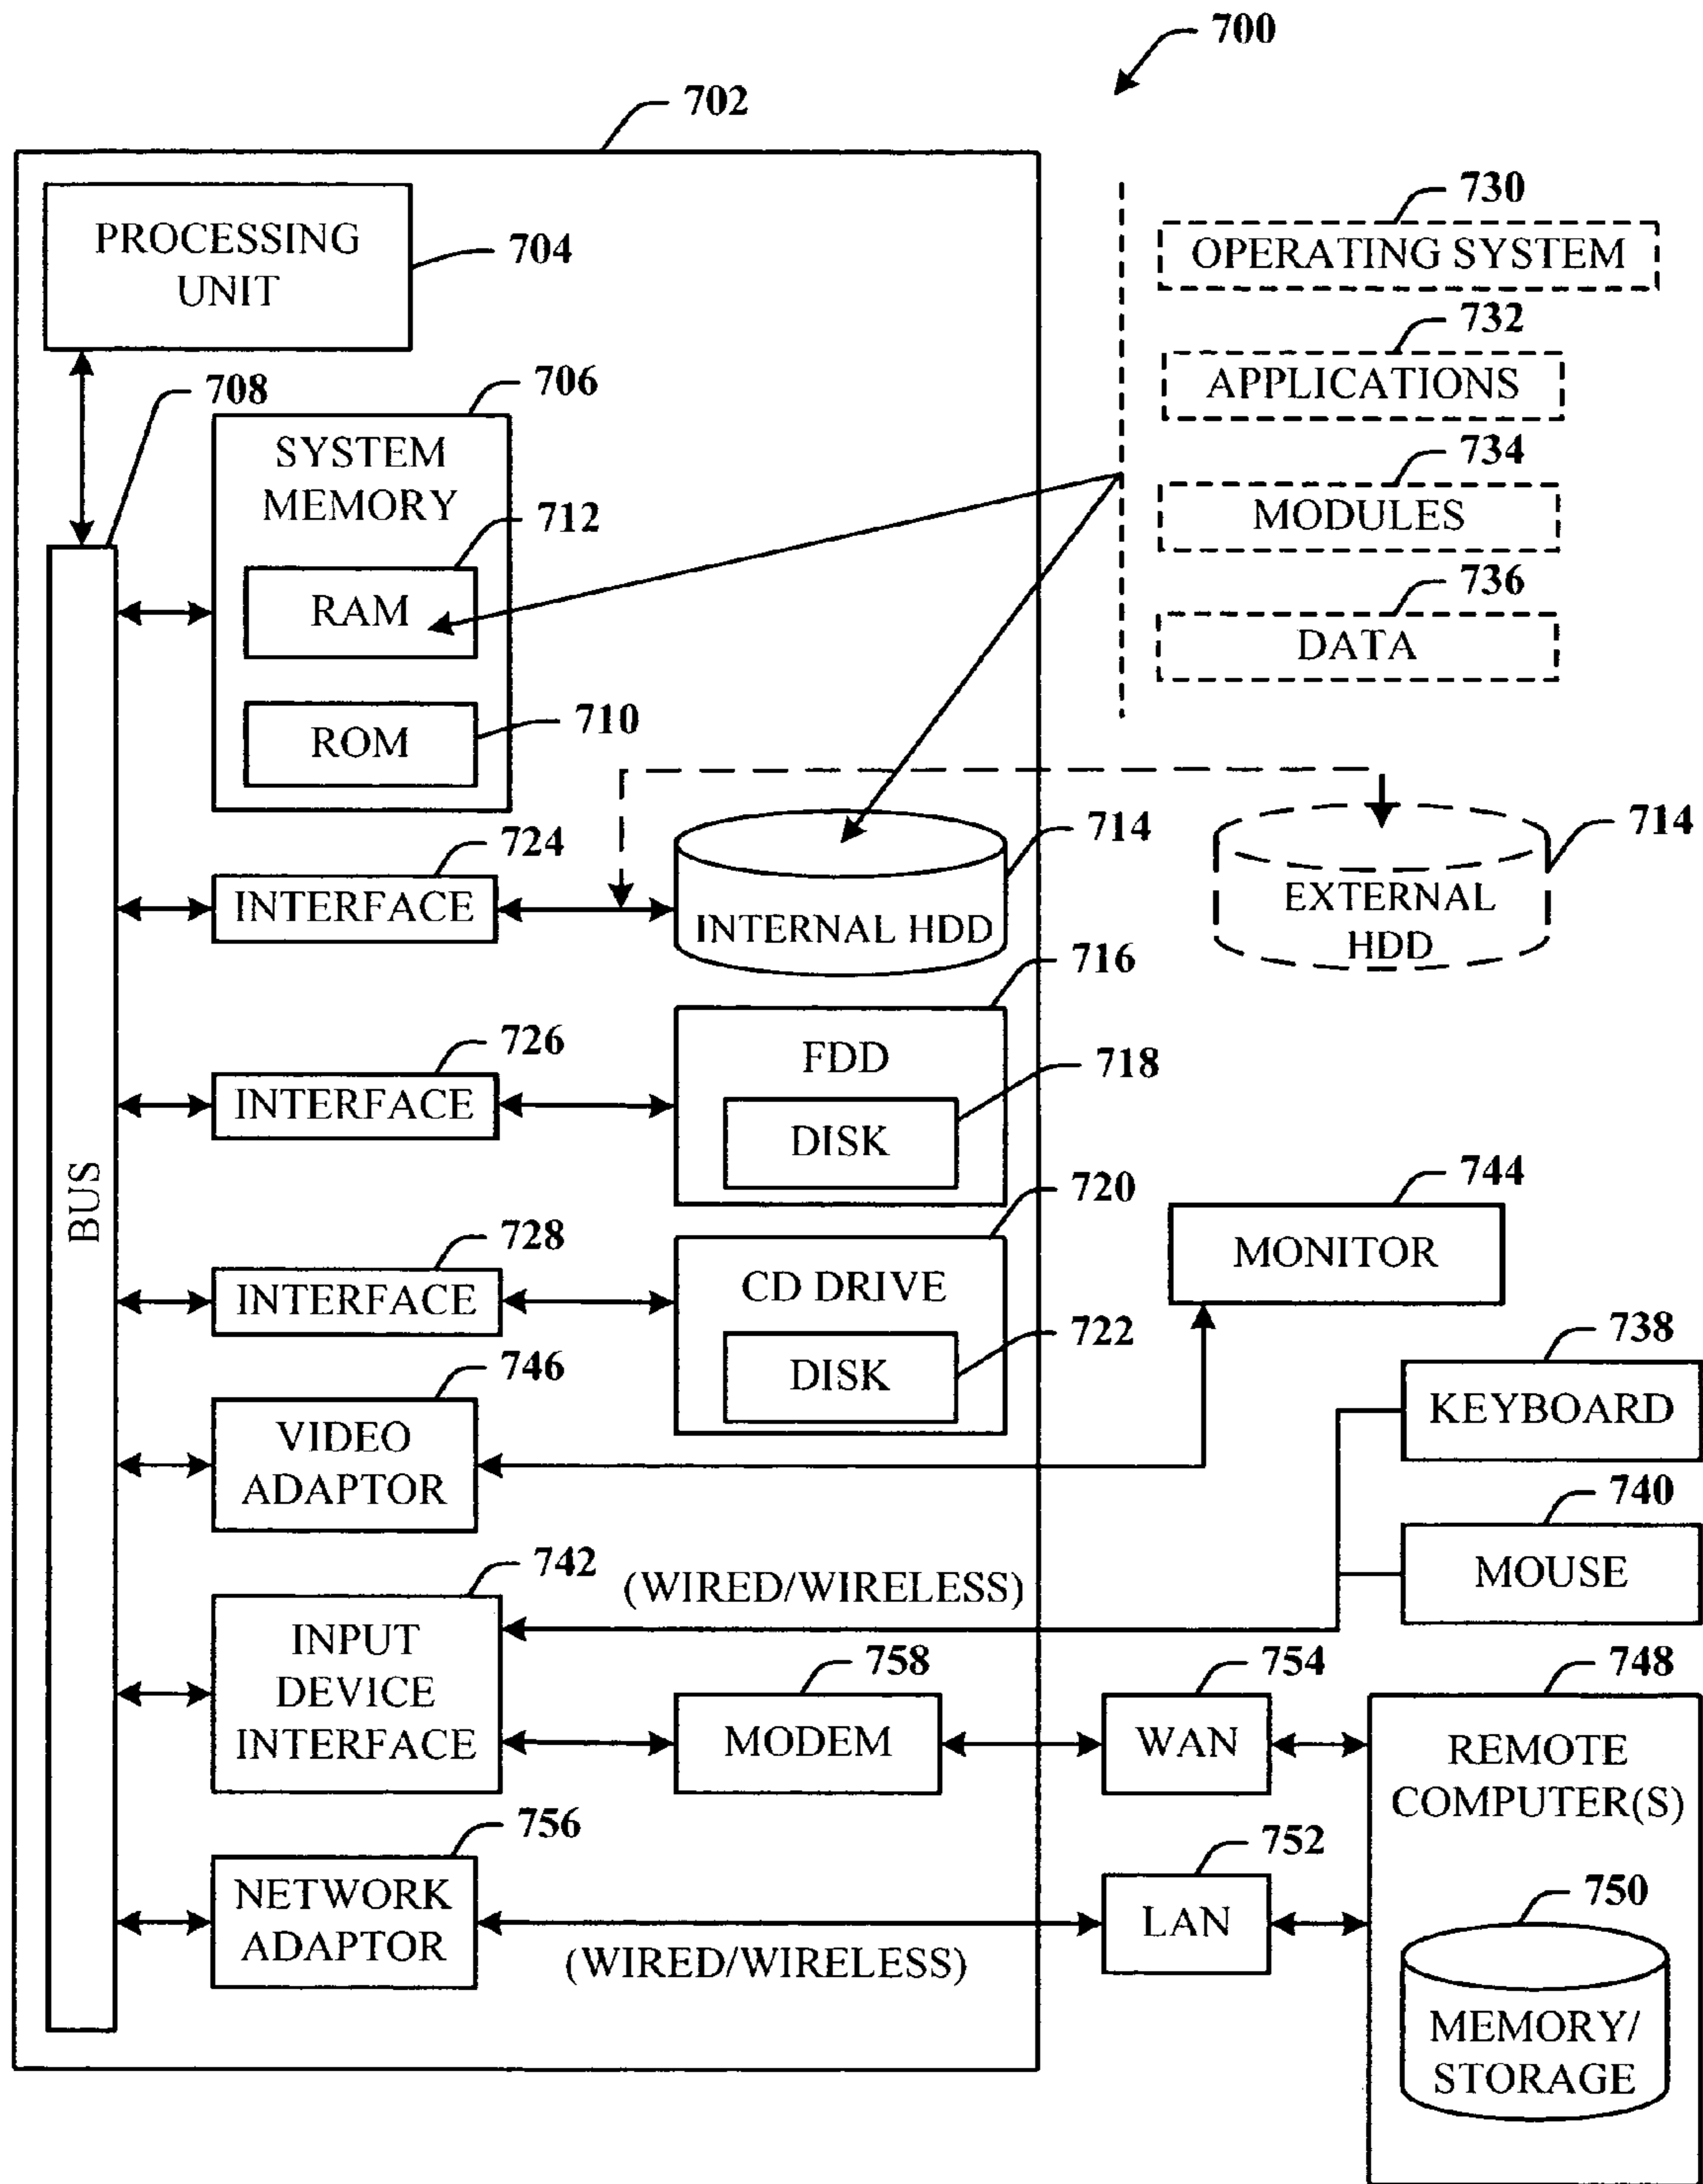 700
702
PROCESSING
UNIT
704
730
OPERATING SYSTEM
732
APPLICATIONS
734
MODULES
736
DATA
708
706
SYSTEM
MEMORY
712
RAM
710
ROM
BUS
724
INTERFACE
714
INTERNAL HDD
714
EXTERNAL
HDD
726
INTERFACE
716
FDD
718
DISK
728
INTERFACE
720
CD DRIVE
722
DISK
744
MONITOR
746
VIDEO
ADAPTOR
738
KEYBOARD
740
MOUSE
742
INPUT
DEVICE
INTERFACE
(WIRED/WIRELESS)
758
MODEM
754
WAN
748
REMOTE
COMPUTER(S)
756
NETWORK
ADAPTOR
(WIRED/WIRELESS)
752
LAN
750
MEMORY/
STORAGE